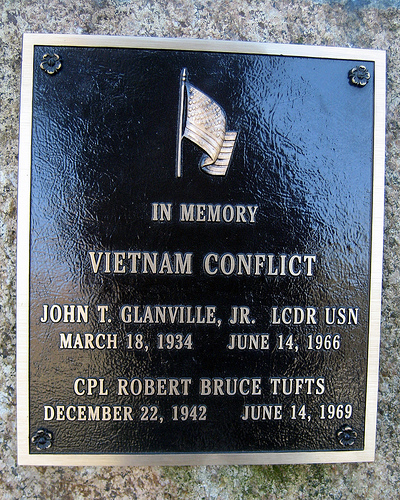 IN MEMORY
VIETNAM CONFLICT
JOHN T. GLANVILLE, JR. LCDR USN
MARCH 18, 1934 JUNE 14, 1966
CPL ROBERT BRUCE TUFTS
DECEMBER 22, 1942 JUNE 14, 1969